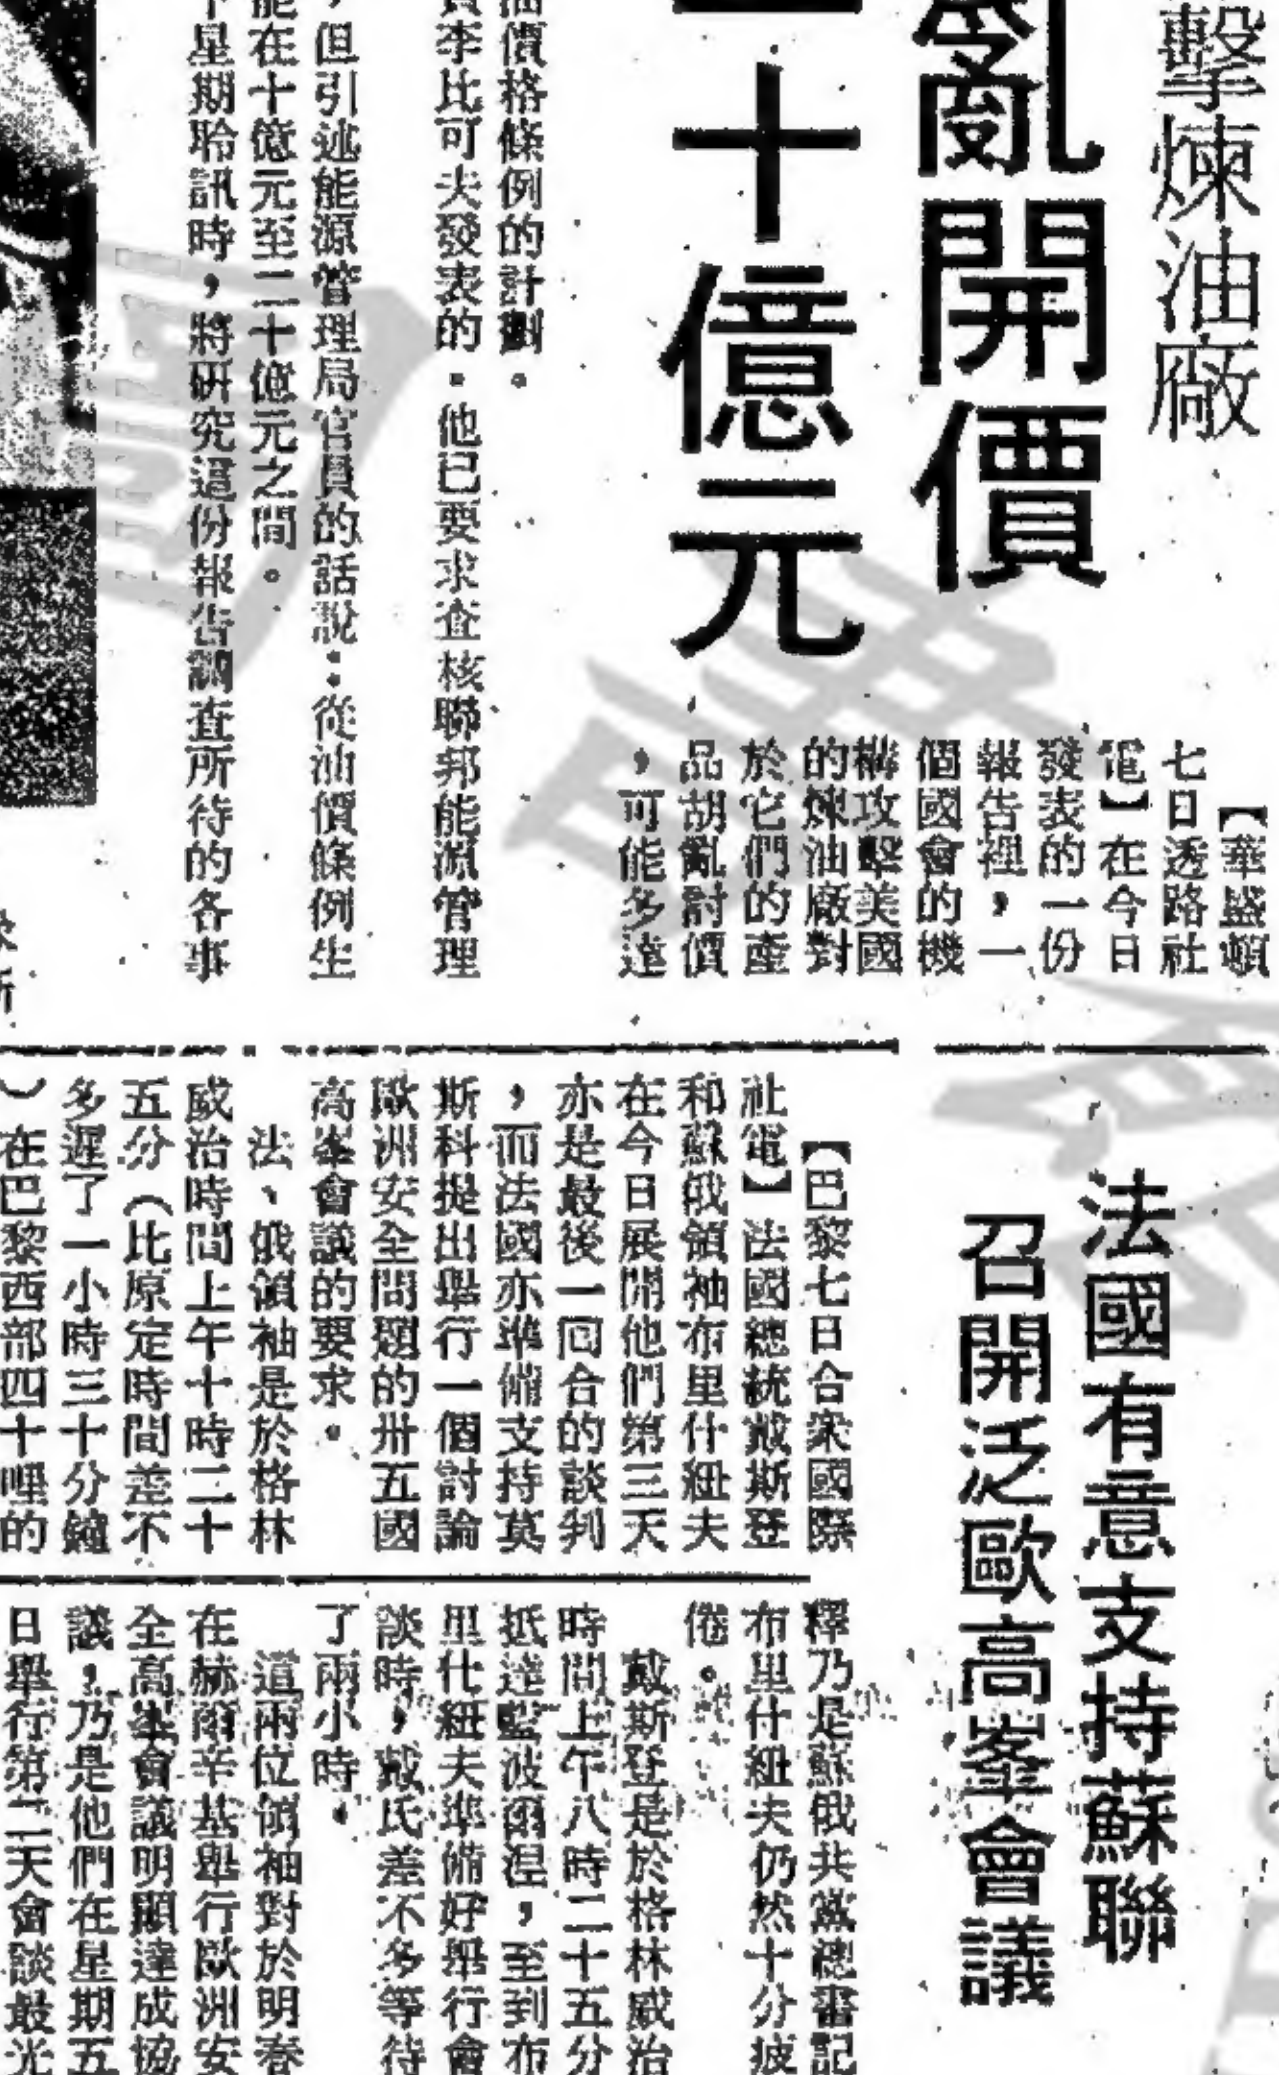 擊煉油廠
亂開價
十億元
【華盛頓
七日透路社
電】在今日
發表的一份
報告裡，一
個國會的機
構攻擊美國
的煉油廠對
於它們的產
品胡亂討價
，可能多達
油價格條例的計劃。
李比可夫發表的。他已要求查核聯邦能源管理
，但引述能源管理局官員的話說：從油價條例生
能在十億元至二十億元之間。
星期聆訊時，將研究這份報告調查所待的各事
法國有意支持蘇聯
召開泛歐高峯會議
【巴黎七日合衆國際
社電】法國總統戴斯登
和蘇俄領袖布里什紐夫
在今日展開他們第三天
亦是最後一回合的談判
，而法國亦準備支持莫
斯科提出舉行一個討論
歐洲安全問題的卅五國
高峯會議的要求。
法、俄領袖是於格林
威治時間上午十時二十
五分（比原定時間差不
多遲了一小時三十分鐘
）在巴黎西部四十哩的
釋乃是蘇俄共黨總書記
布里什紐夫仍然十分疲
倦。
戴斯登是於格林威治
時間上午八時二十五分
抵達藍波爾涅，至到布
里什紐夫準備好舉行會
談時，戴氏差不多等待
了兩小時。
這兩位領袖對於明春
在赫爾辛基舉行歐洲安
全高峯會議明顯達成協
議，乃是他們在星期五
日舉行第二天會談最光